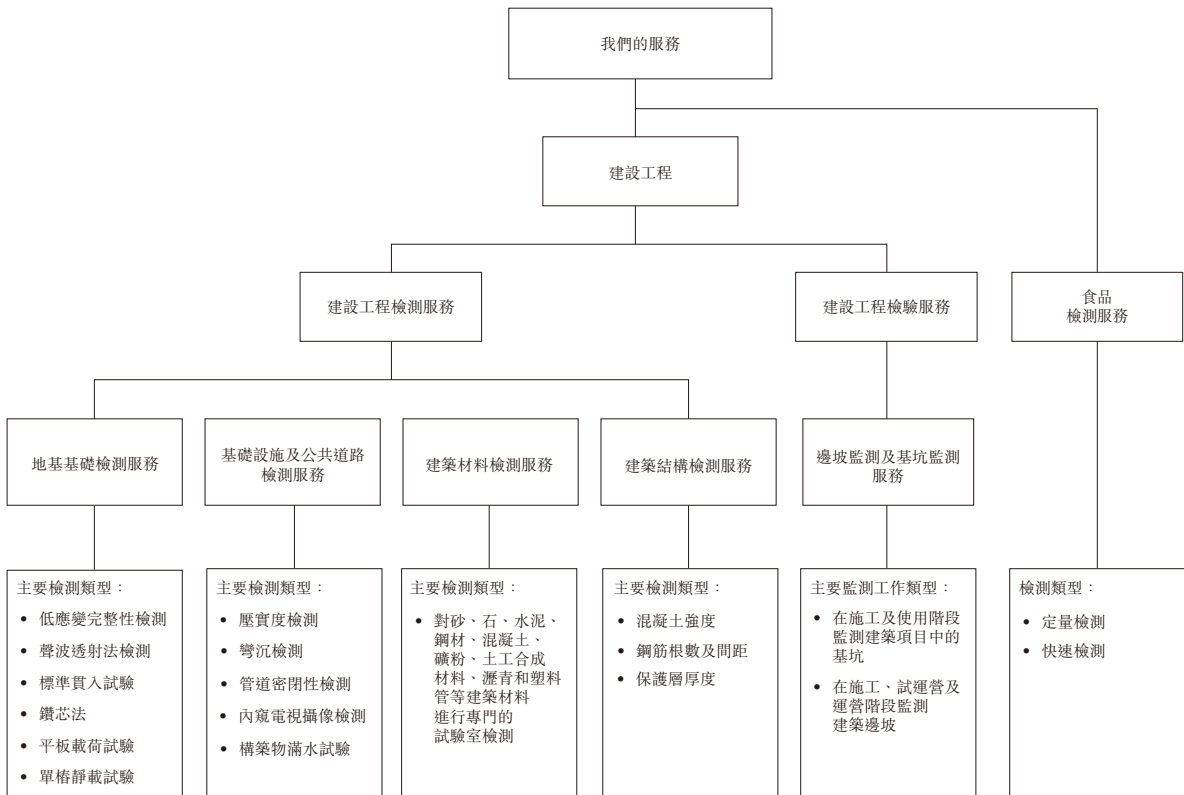 我們的服務
建設工程
建設工程檢測服務
建設工程檢驗服務
食品
檢測服務
地基基礎檢測服務
基礎設施及公共道路
檢測服務
建築材料檢測服務
建築結構檢測服務
邊坡監測及基坑監測
服務
主要檢測類型：
• 低應變完整性檢測
• 聲波透射法檢測
• 標準貫入試驗
• 鑽芯法
• 平板載荷試驗
• 單樁靜載試驗
主要檢測類型：
• 壓實度檢測
• 彎沉檢測
• 管道密閉性檢測
• 內窺電視攝像檢測
• 構築物滿水試驗
主要檢測類型：
• 對砂、石、水泥、
鋼材、混凝土、
礦粉、土工合成
材料、瀝青和塑料
管等建築材料
進行專門的
試驗室檢測
主要檢測類型：
• 混凝土強度
• 鋼筋根數及間距
• 保護層厚度
主要監測工作類型：
• 在施工及使用階段
監測建築項目中的
基坑
• 在施工、試運營及
運營階段監測
建築邊坡
檢測類型：
• 定量檢測
• 快速檢測